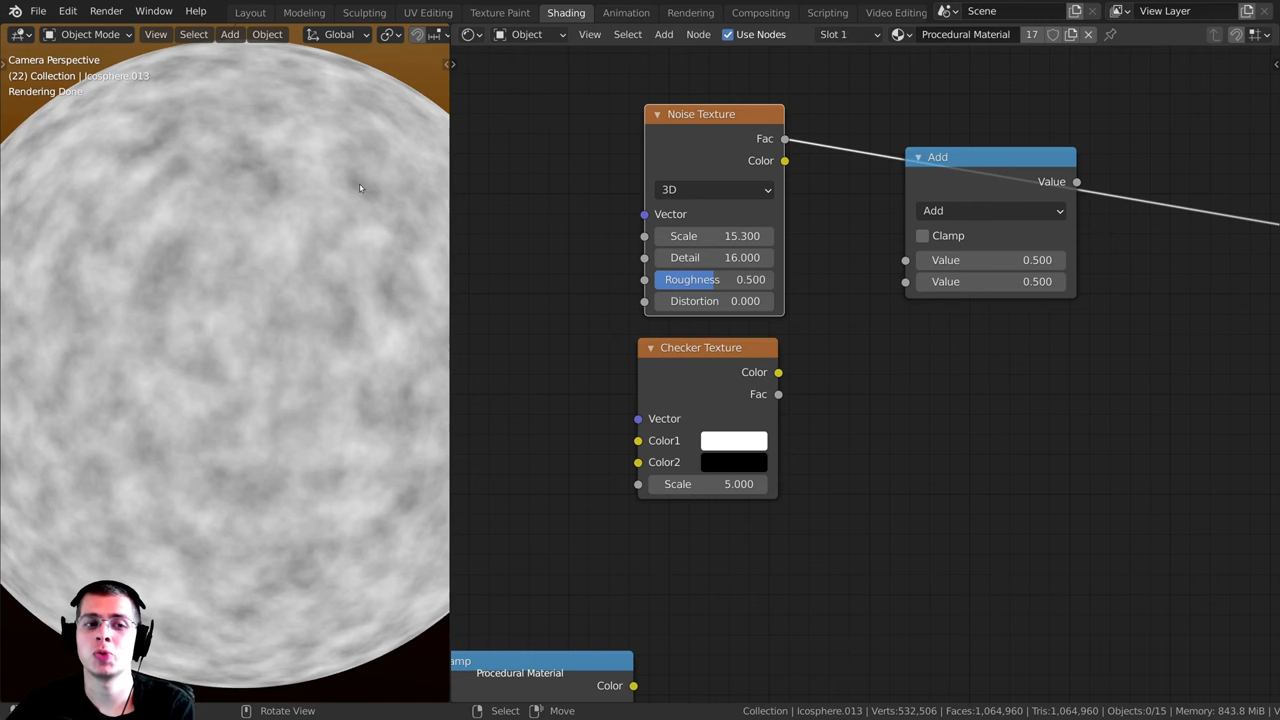 File Edit Render Window Help Layout Modeling Sculpting UV Editing Texture Paint Shading Animation Rendering Compositing Scripting Video Editing Scene View Layer
Object Mode View Select Add Object Global Object View Select Add Node Use Nodes Slot 1 Procedural Material 17
Camera Perspective
(22) Collection | Icosphere.013
Rendering Done
Noise Texture
Fac
Color
3D
Vector
Scale 15.300
Detail 16.000
Roughness 0.500
Distortion 0.000
Add
Value
Add
Clamp
Value 0.500
Value 0.500
Checker Texture
Color
Fac
Vector
Color1
Color2
Scale 5.000
amp
Procedural Material
Color
Rotate View Select Move Collection | Icosphere.013 | Verts:532,506 | Faces:1,064,960 | Tris:1,064,960 | Objects:0/15 | Memory: 843.8 MiB |